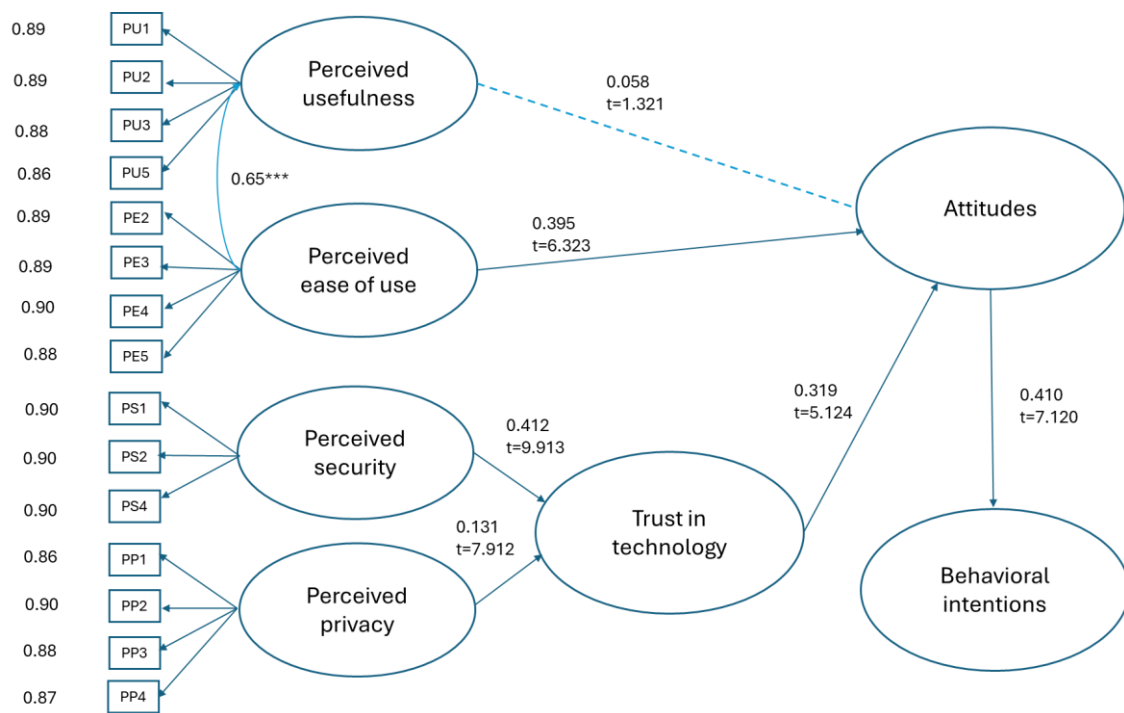 0.89
PU1
0.89
PU2
0.88
PU3
0.86
PU5
0.89
PE2
0.89
PE3
0.90
PE4
0.88
PE5
0.90
PS1
0.90
PS2
0.90
PS4
0.86
PP1
0.90
PP2
0.88
PP3
0.87
PP4
Perceived
usefulness
0.65***
Perceived
ease of use
Perceived
security
Perceived
privacy
0.058
t=1.321
0.395
t=6.323
0.412
t=9.913
0.131
t=7.912
Trust in
technology
0.319
t=5.124
Attitudes
0.410
t=7.120
Behavioral
intentions